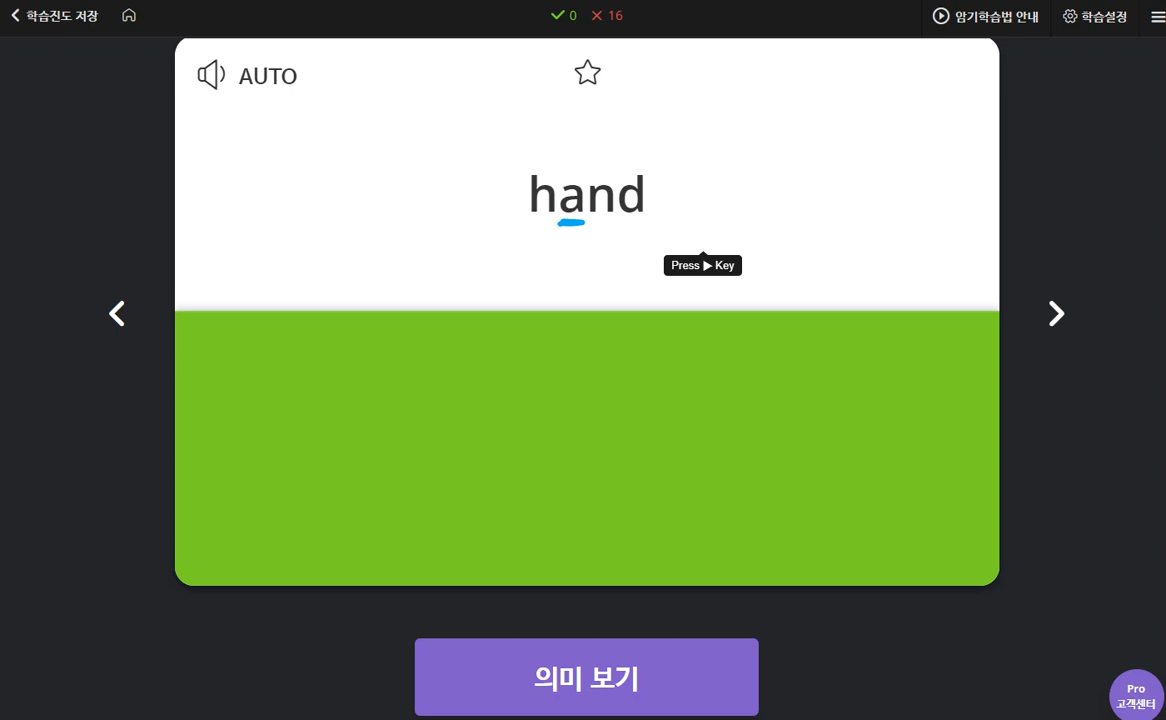 학습진도 저장
0 16
암기학습법 안내
학습설정
AUTO
hand
Press ▶ Key
의미 보기
Pro
고객센터